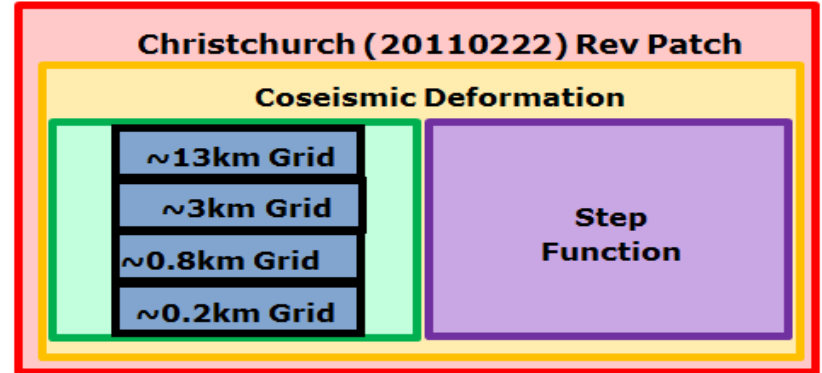 Christchurch (20110222) Rev Patch
Coseismic Deformation
~13km Grid
~3km Grid
~0.8km Grid
~0.2km Grid
Step
Function